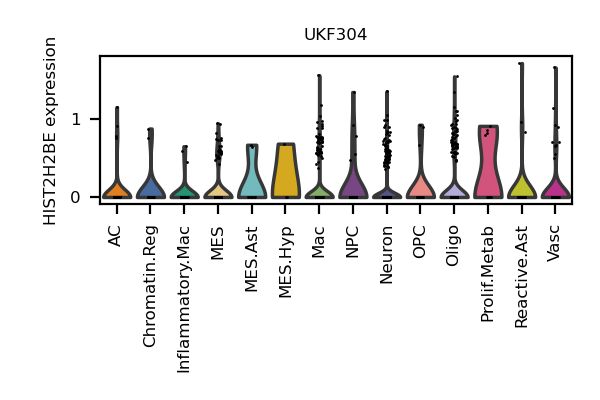 UKF304
HIST2H2BE expression
1
0
AC
Chromatin.Reg
Inflammatory.Mac
MES
MES.Ast
MES.Hyp
Mac
NPC
Neuron
OPC
Oligo
Prolif.Metab
Reactive.Ast
Vasc